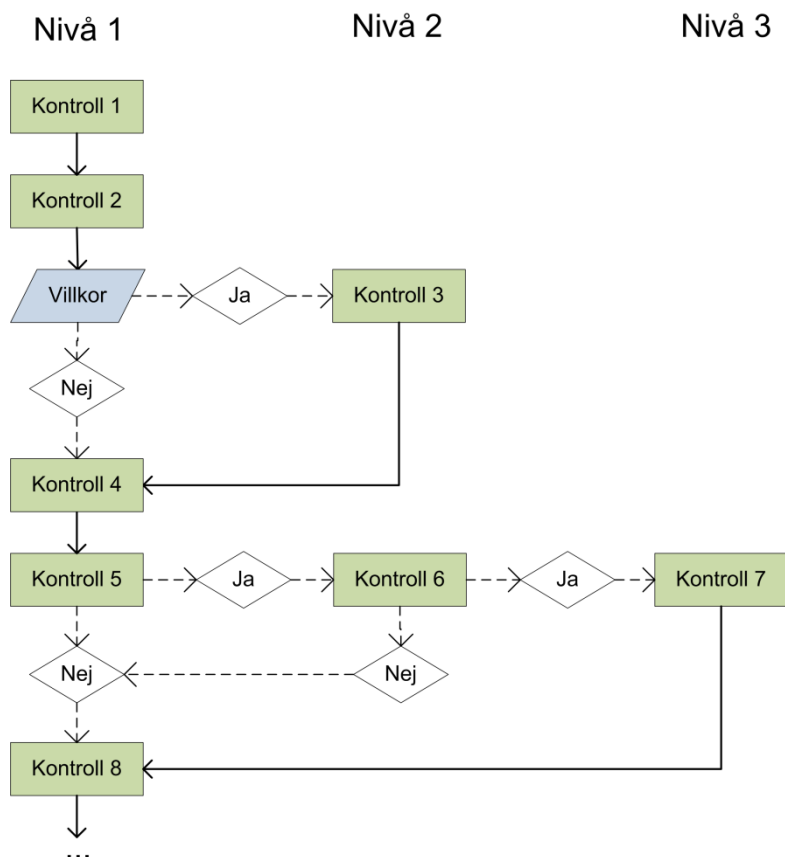 Nivå 1
Nivå 2
Nivå 3
Kontroll 1
Kontroll 2
Villkor
Ja
Kontroll 3
Nej
Kontroll 4
Kontroll 5
Ja
Kontroll 6
Ja
Kontroll 7
Nej
Nej
Kontroll 8
...